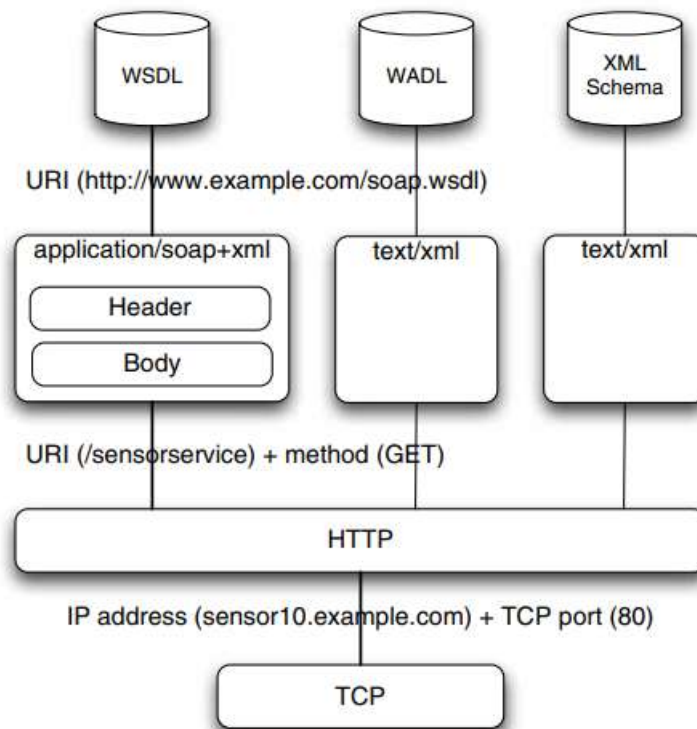 WSDL
WADL
XML
Schema
URI (http://www.example.com/soap.wsdl)
application/soap+xml
text/xml
text/xml
Header
Body
URI (/sensorservice) + method (GET)
HTTP
IP address (sensor10.example.com) + TCP port (80)
TCP